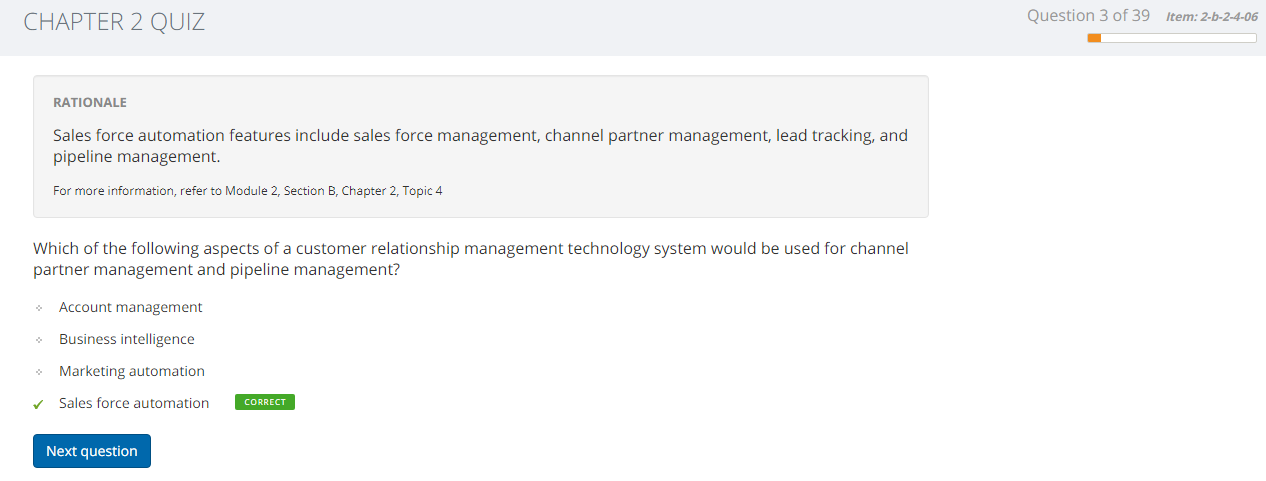 CHAPTER 2 QUIZ
Question 3 of 39 Item: 2-b-2-4-06
RATIONALE
Sales force automation features include sales force management, channel partner management, lead tracking, and
pipeline management.
For more information, refer to Module 2, Section B, Chapter 2, Topic 4
Which of the following aspects of a customer relationship management technology system would be used for channel
partner management and pipeline management?
Account management
Business intelligence
Marketing automation
Sales force automation CORRECT
Next question